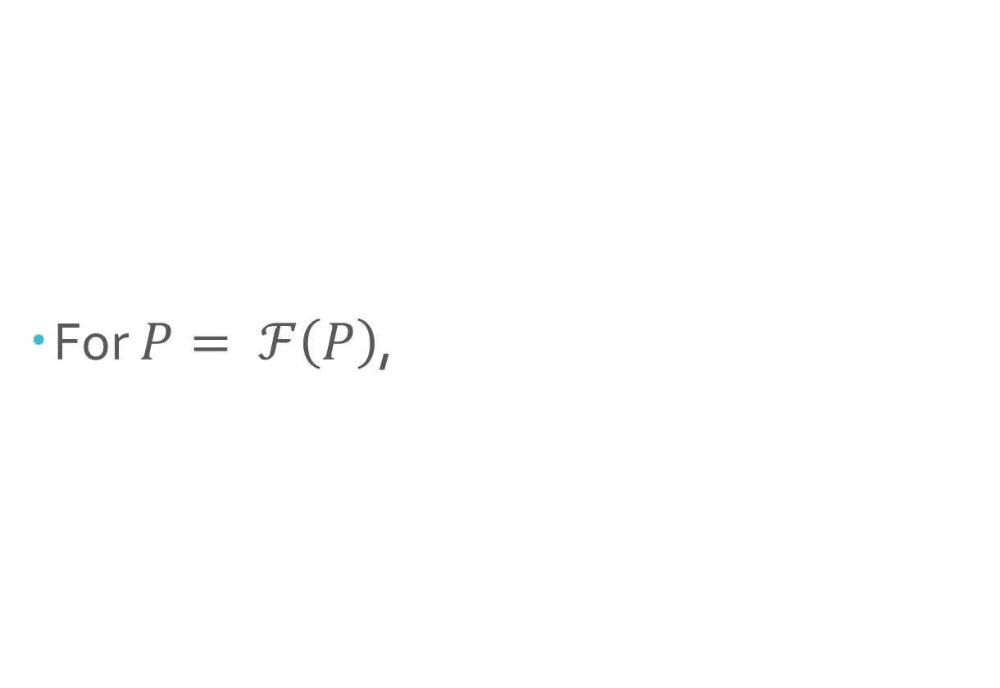 • For 𝑃 = ℱ(𝑃),